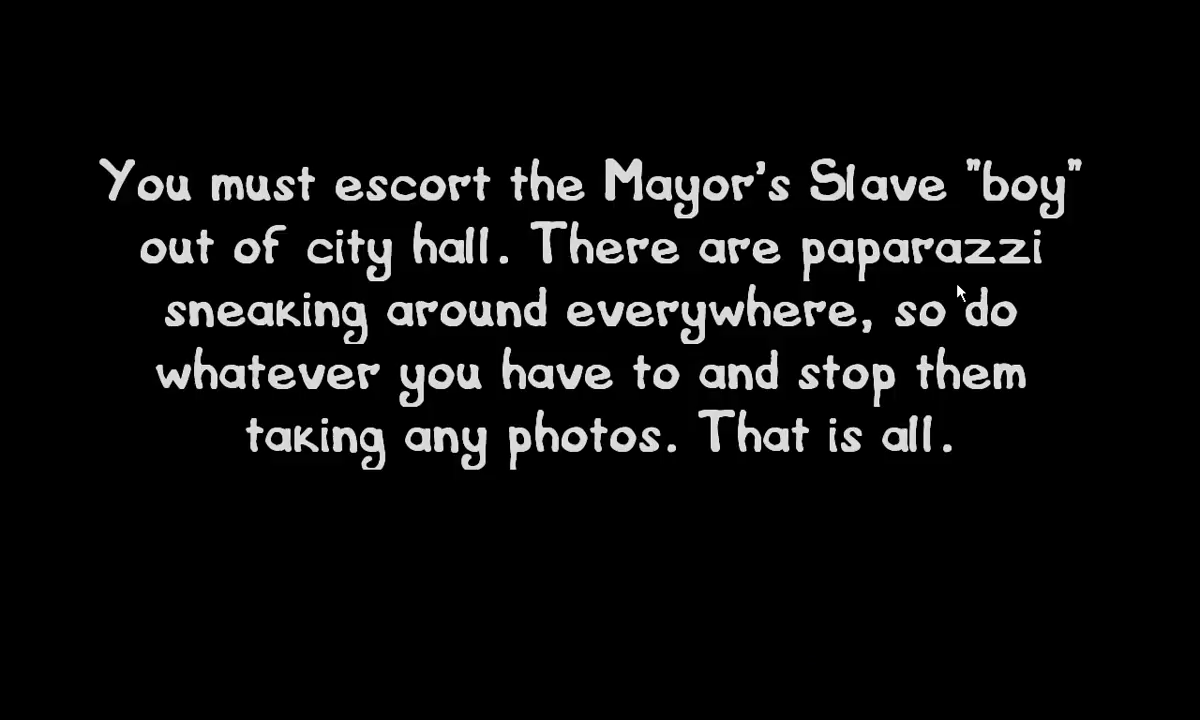 You must escort the Mayor's Slave "boy"
out of city hall. There are paparazzi
sneaking around everywhere, so do
whatever you have to and stop them
taking any photos. That is all.